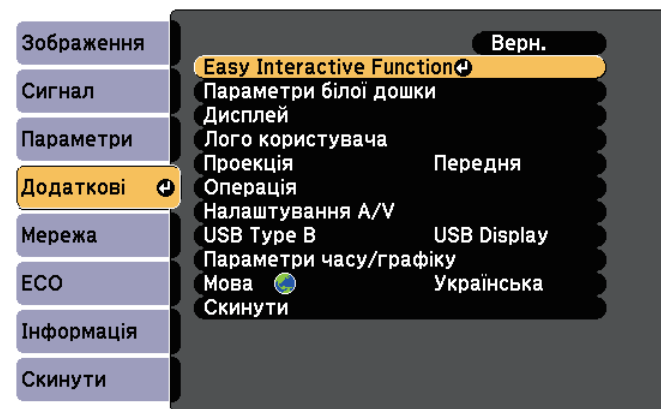 Зображення
Сигнал
Параметри
Додаткові
Мережа
ECO
Інформація
Скинути
Верн.
Easy Interactive Function
Параметри білої дошки
Дисплей
Лого користувача
Проекція Передня
Операція
Налаштування A/V
USB Type B USB Display
Параметри часу/графіку
Мова Українська
Скинути